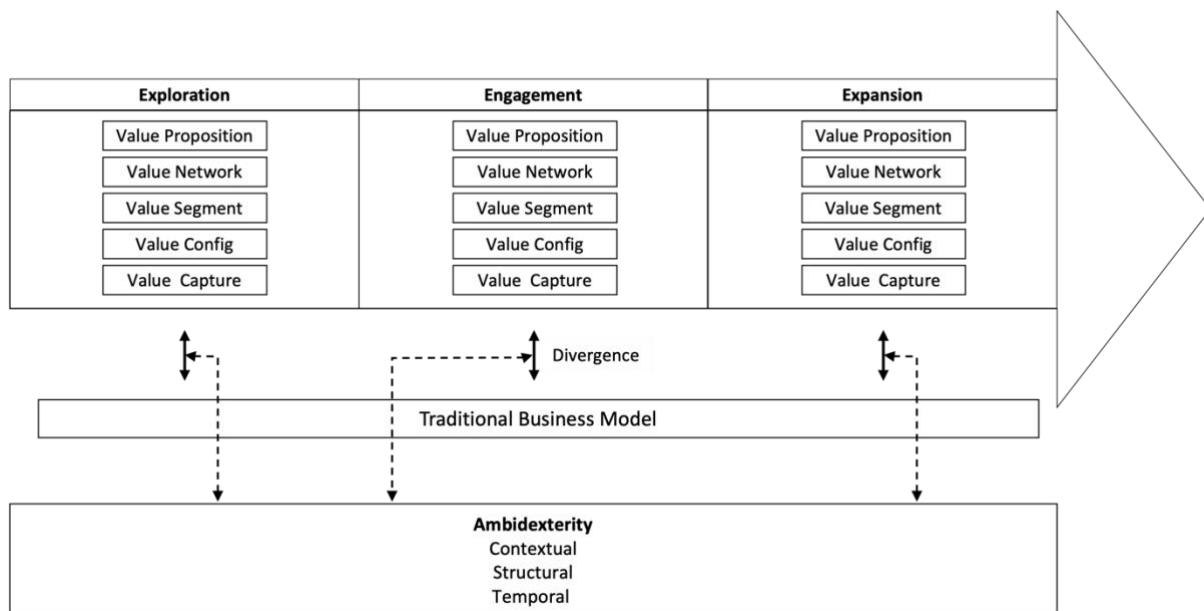 Exploration
Engagement
Expansion
Value Proposition
Value Proposition
Value Proposition
Value Network
Value Network
Value Network
Value Segment
Value Segment
Value Segment
Value Config
Value Config
Value Config
Value Capture
Value Capture
Value Capture
Divergence
Traditional Business Model
Ambidexterity
Contextual
Structural
Temporal